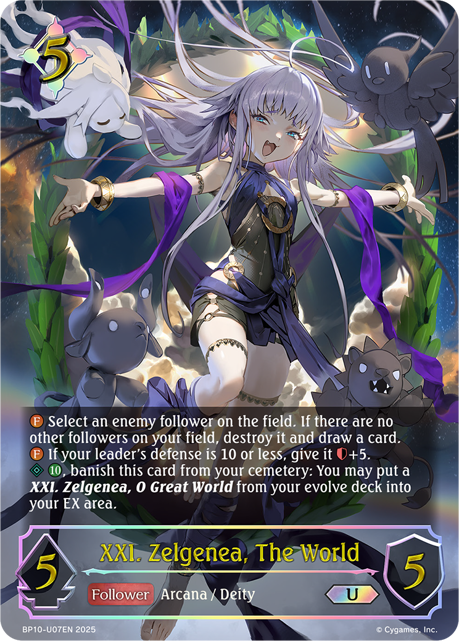 5
F Select an enemy follower on the field. If there are no
other followers on your field, destroy it and draw a card.
F If your leader's defense is 10 or less, give it +5.
10, banish this card from your cemetery: You may put a
XXI. Zelgenea, O Great World from your evolve deck into
your EX area.
XXI. Zelgenea, The World
5
5
Follower Arcana / Deity
U
BP10-U07EN 2025
© Cygames, Inc.